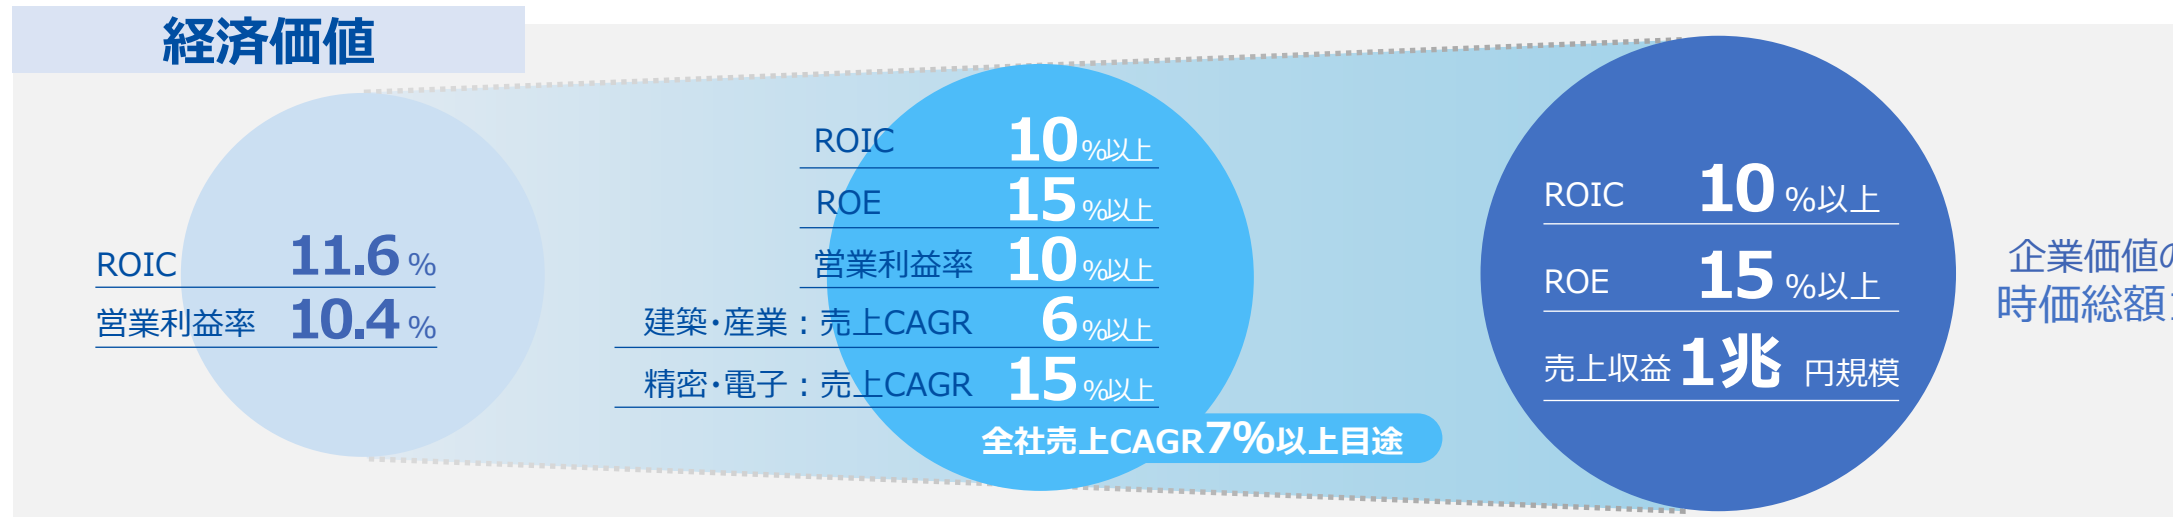 経済価値
ROIC 11.6 %
営業利益率 10.4 %
ROIC 10 %以上
ROE 15 %以上
営業利益率 10 %以上
建築・産業：売上CAGR 6 %以上
精密・電子：売上CAGR 15 %以上
全社売上CAGR7%以上目途
ROIC 10 %以上
ROE 15 %以上
売上収益 1兆 円規模
企業価値の
時価総額